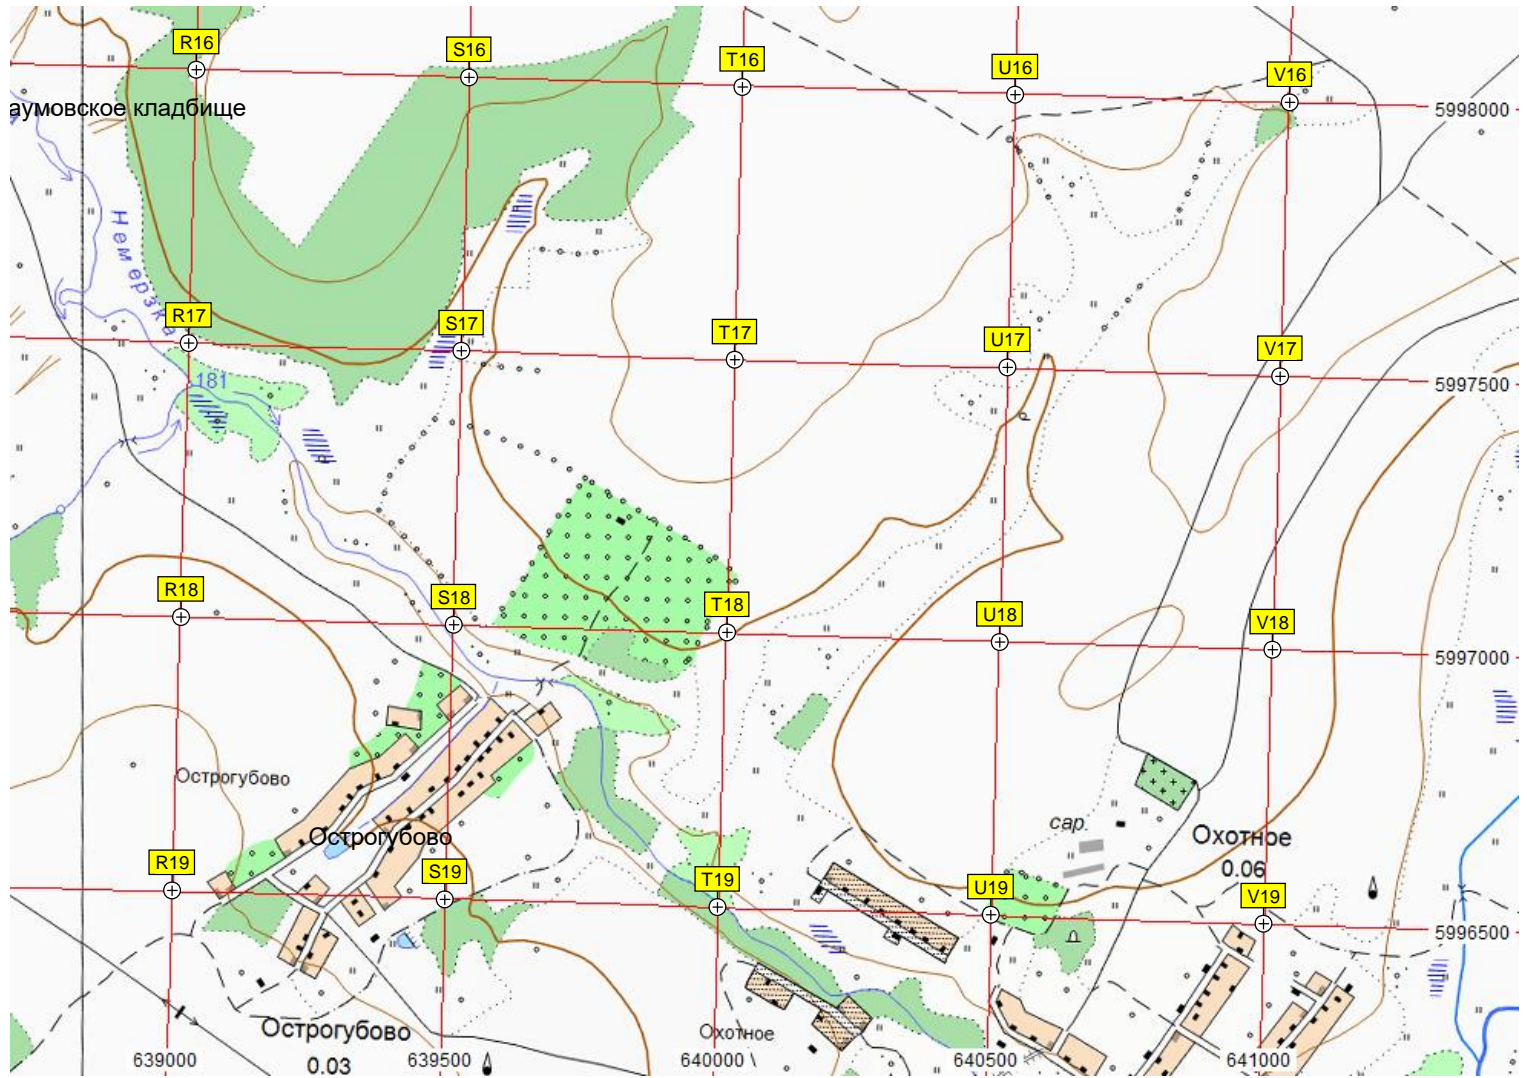 R16
S16
T16
U16
V16
аумовское кладбище
5998000
Немерзка
R17
S17
T17
U17
V17
181
5997500
R18
S18
T18
U18
V18
5997000
Острогубово
сар.
Острогубово
Охотное
0.06
R19
S19
T19
U19
V19
5996500
Острогубово
0.03
Охотное
639000
639500
640000
640500
641000